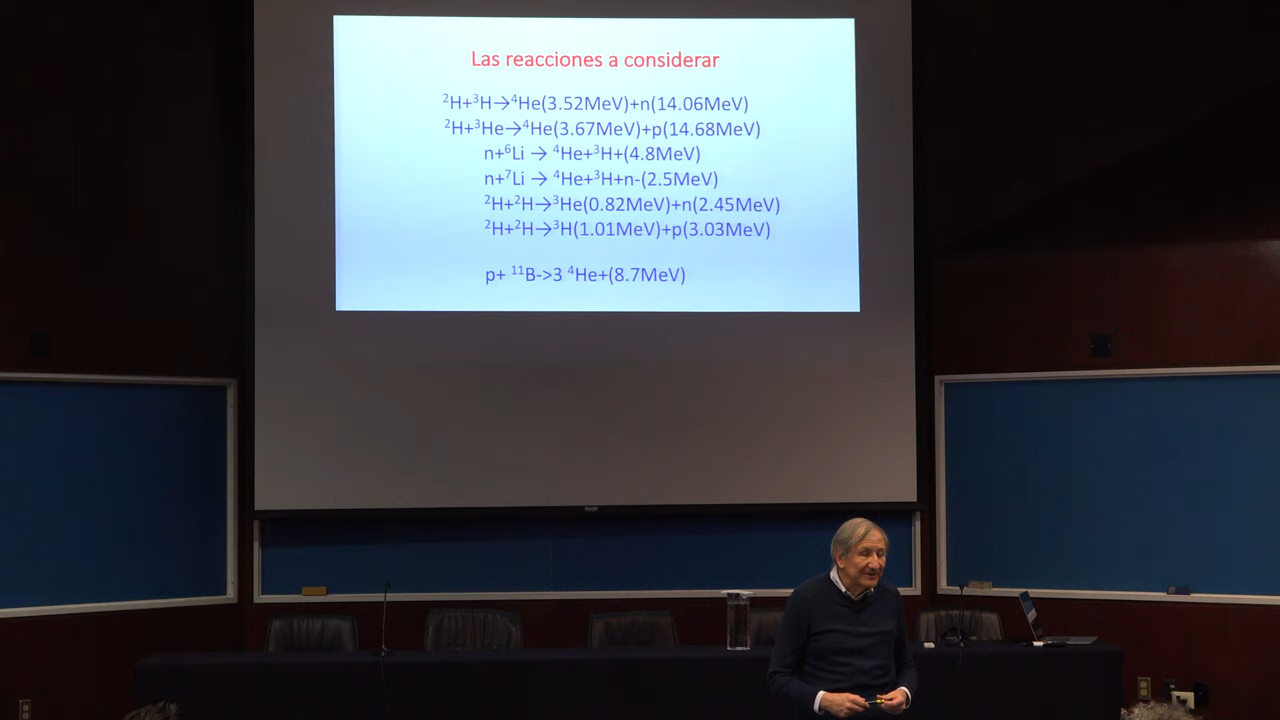 Las reacciones a considerar
²H+³H→⁴He(3.52MeV)+n(14.06MeV)
²H+³He→⁴He(3.67MeV)+p(14.68MeV)
n+⁶Li → ⁴He+³H+(4.8MeV)
n+⁷Li → ⁴He+³H+n-(2.5MeV)
²H+²H→³He(0.82MeV)+n(2.45MeV)
²H+²H→³H(1.01MeV)+p(3.03MeV)
p+ ¹¹B->3 ⁴He+(8.7MeV)